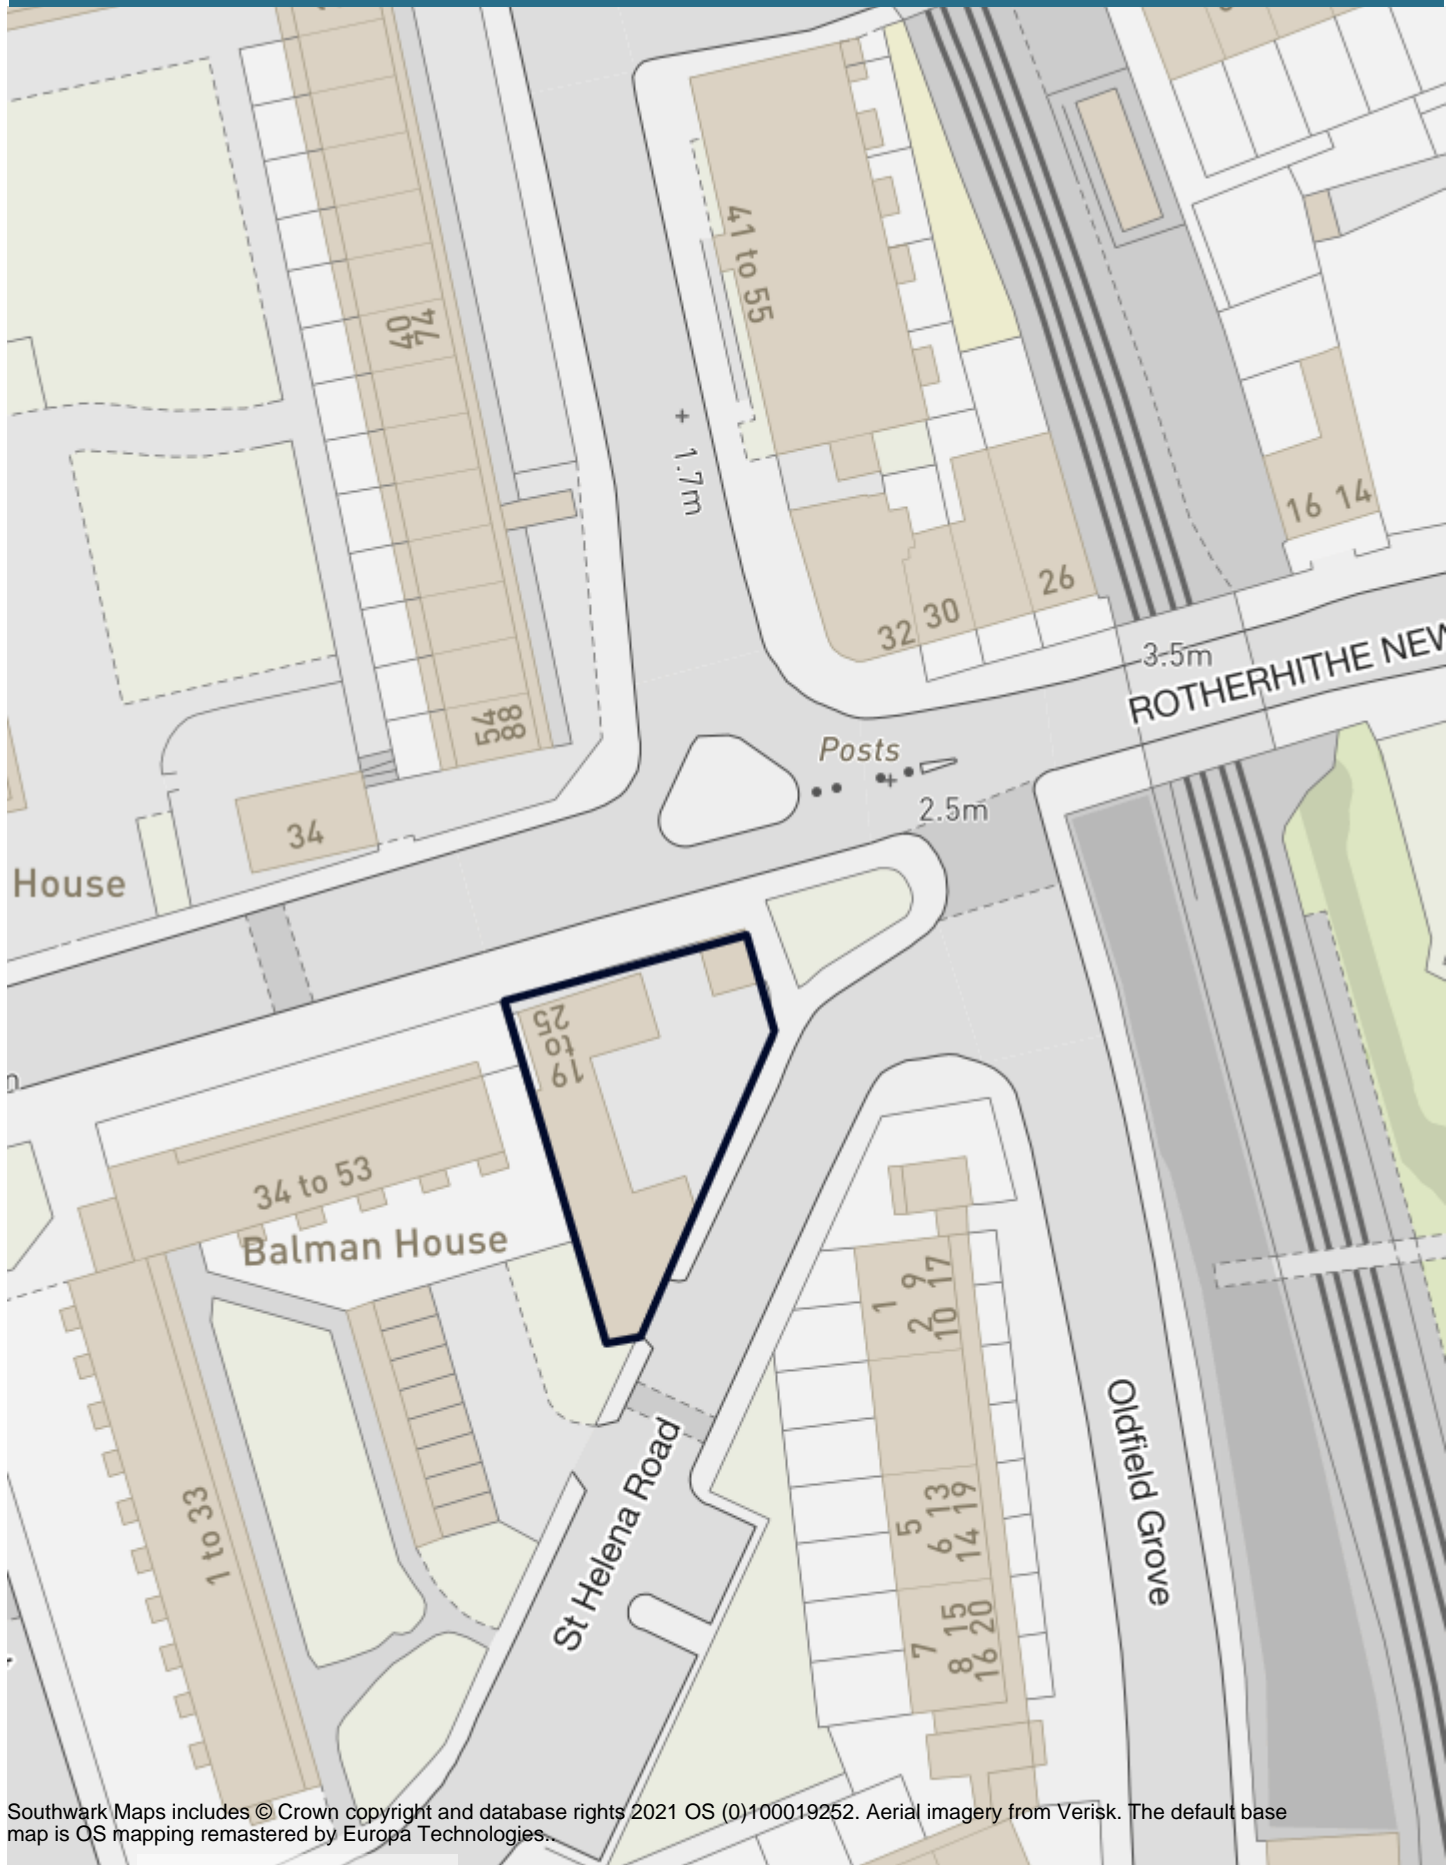 41 to 55
40
74
+ 1.7m
16 14
26
30
32
3.5m
ROTHERHITHE NEW
54
88
Posts
2.5m
34
House
19
to
25
34 to 53
Balman House
1 9 17
2 10
Oldfield Grove
St Helena Road
5 13 19
6 14
1 to 33
7 15 20
8 16
Southwark Maps includes © Crown copyright and database rights 2021 OS (0)100019252. Aerial imagery from Verisk. The default base
map is OS mapping remastered by Europa Technologies..